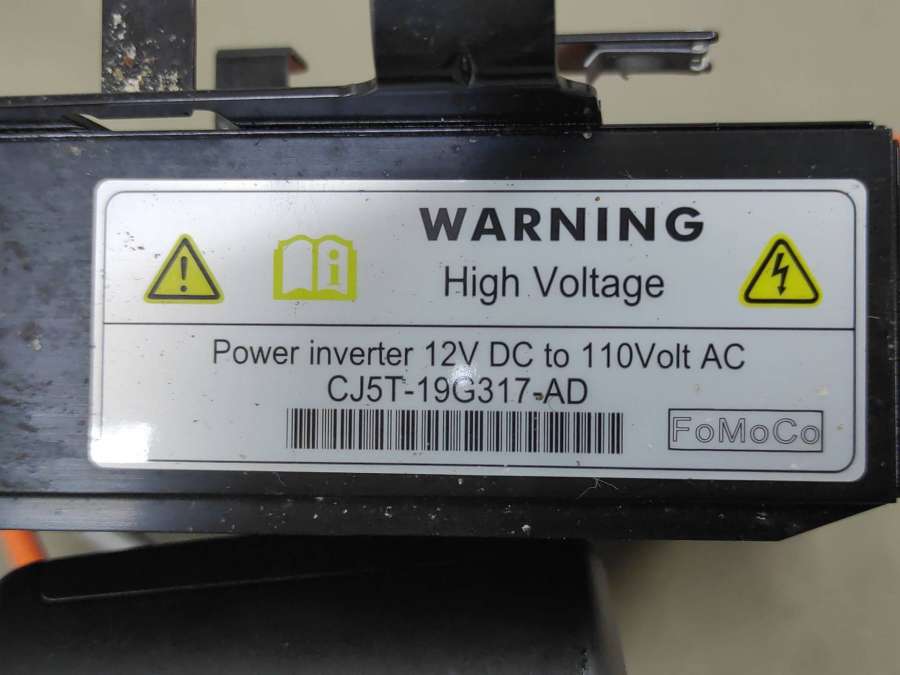 WARNING
High Voltage
Power inverter 12V DC to 110Volt AC
CJ5T-19G317-AD
FoMoCo